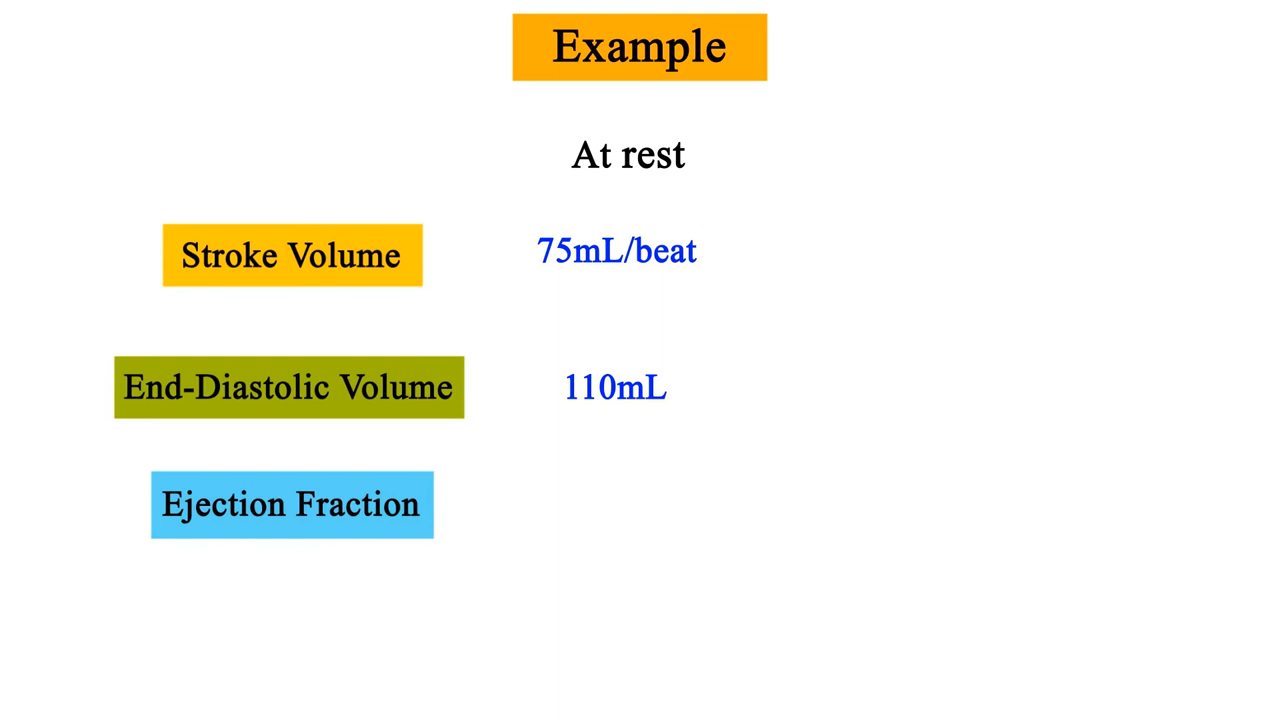 Example
At rest
Stroke Volume 75mL/beat
End-Diastolic Volume 110mL
Ejection Fraction